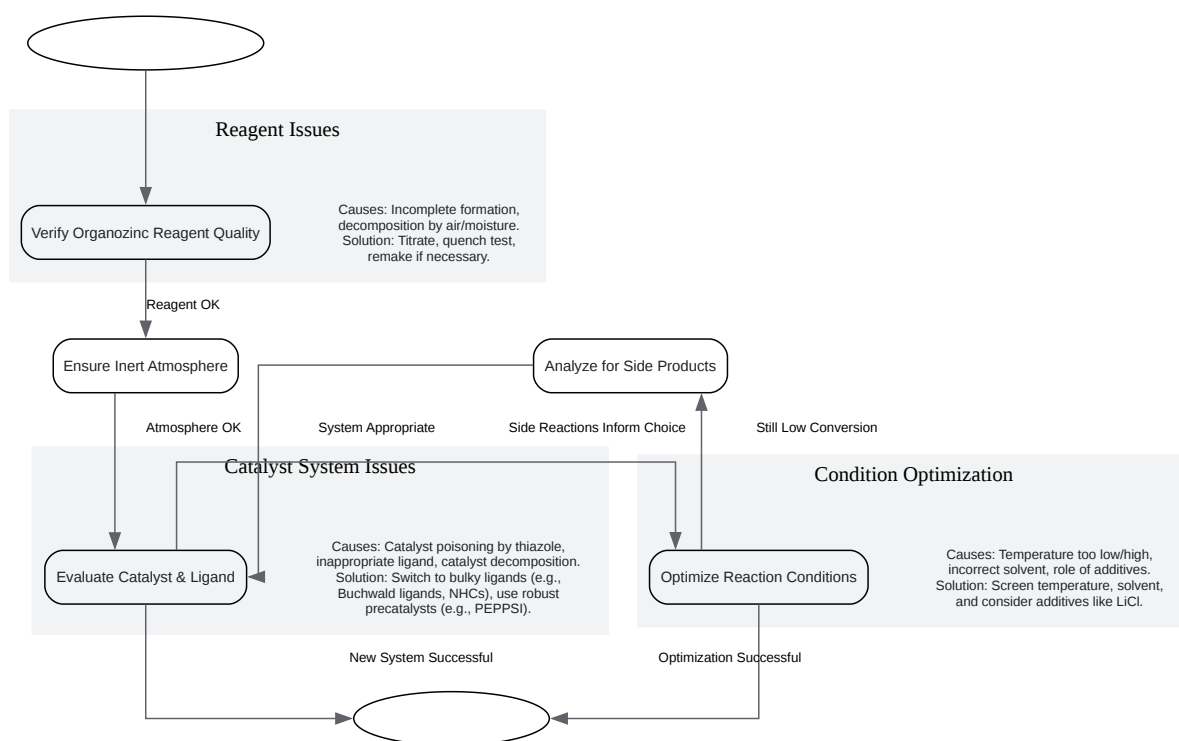 Reagent Issues
Verify Organozinc Reagent Quality
Causes: Incomplete formation,
decomposition by air/moisture.
Solution: Titrate, quench test,
remake if necessary.
Reagent OK
Ensure Inert Atmosphere
Analyze for Side Products
Atmosphere OK
System Appropriate
Side Reactions Inform Choice
Still Low Conversion
Catalyst System Issues
Condition Optimization
Evaluate Catalyst & Ligand
Causes: Catalyst poisoning by thiazole,
inappropriate ligand, catalyst decomposition.
Solution: Switch to bulky ligands (e.g.,
Buchwald ligands, NHCs), use robust
precatalysts (e.g., PEPPSI).
Optimize Reaction Conditions
Causes: Temperature too low/high,
incorrect solvent, role of additives.
Solution: Screen temperature, solvent,
and consider additives like LiCl.
New System Successful
Optimization Successful